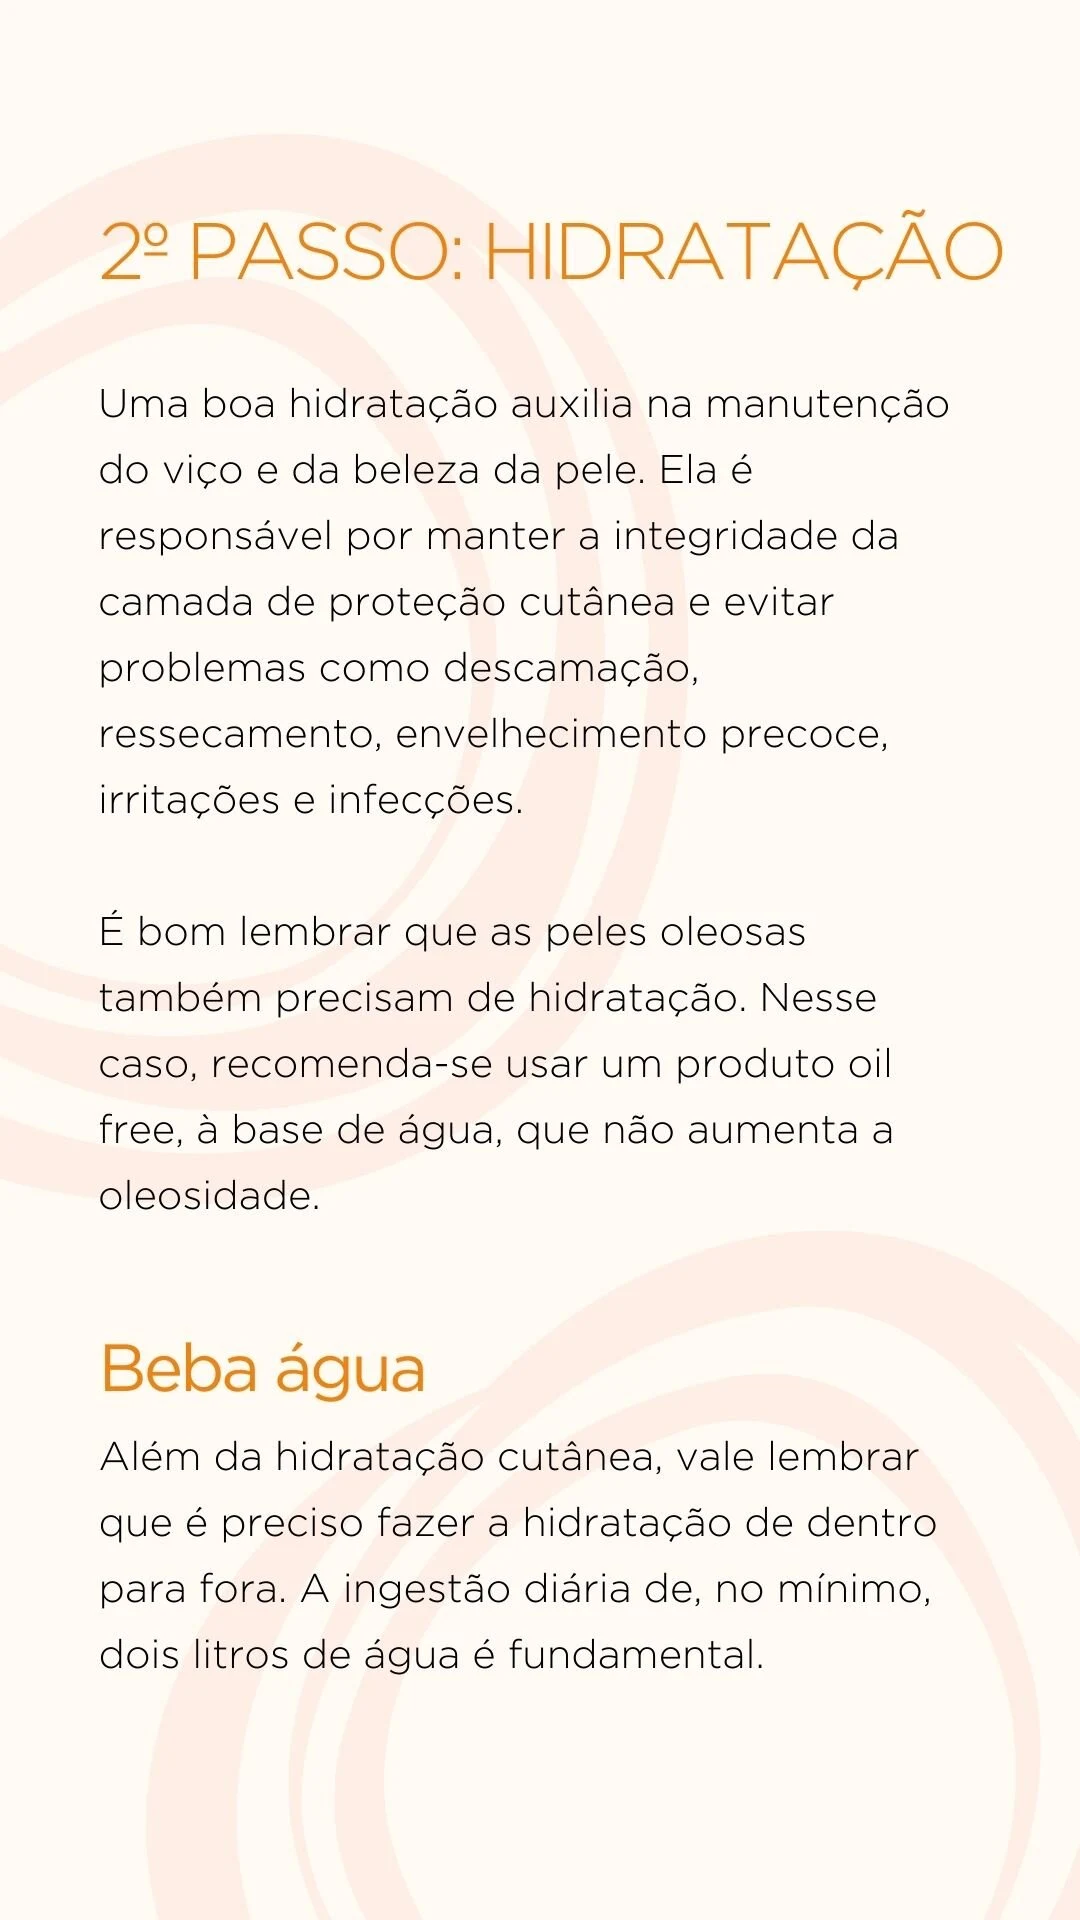 2º PASSO: HIDRATAÇÃO
Uma boa hidratação auxilia na manutenção
do viço e da beleza da pele. Ela é
responsável por manter a integridade da
camada de proteção cutânea e evitar
problemas como descamação,
ressecamento, envelhecimento precoce,
irritações e infecções.
É bom lembrar que as peles oleosas
também precisam de hidratação. Nesse
caso, recomenda-se usar um produto oil
free, à base de água, que não aumenta a
oleosidade.
Beba água
Além da hidratação cutânea, vale lembrar
que é preciso fazer a hidratação de dentro
para fora. A ingestão diária de, no mínimo,
dois litros de água é fundamental.